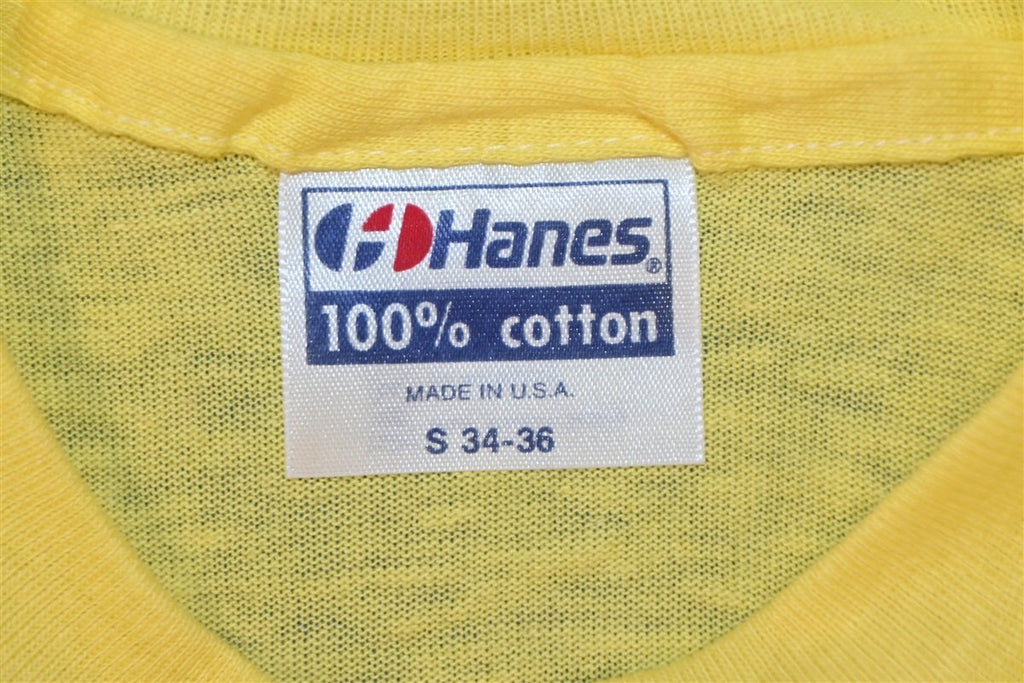 Hanes®
100% cotton
MADE IN U.S.A.
S 34-36